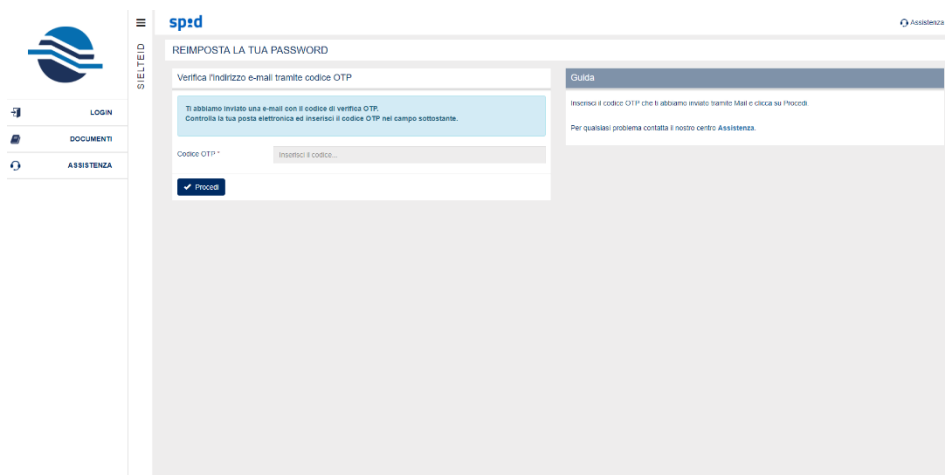 spid
Assistenza
SIELTEID
REIMPOSTA LA TUA PASSWORD
LOGIN
DOCUMENTI
ASSISTENZA
Verifica l'indirizzo e-mail tramite codice OTP
Ti abbiamo inviato una e-mail con il codice di verifica OTP.
Controlla la tua posta elettronica ed inserisci il codice OTP nel campo sottostante.
Codice OTP *
Inserisci il codice...
Procedi
Guida
Inserisci il codice OTP che ti abbiamo inviato tramite Mail e clicca su Procedi.
Per qualsiasi problema contatta il nostro centro Assistenza.